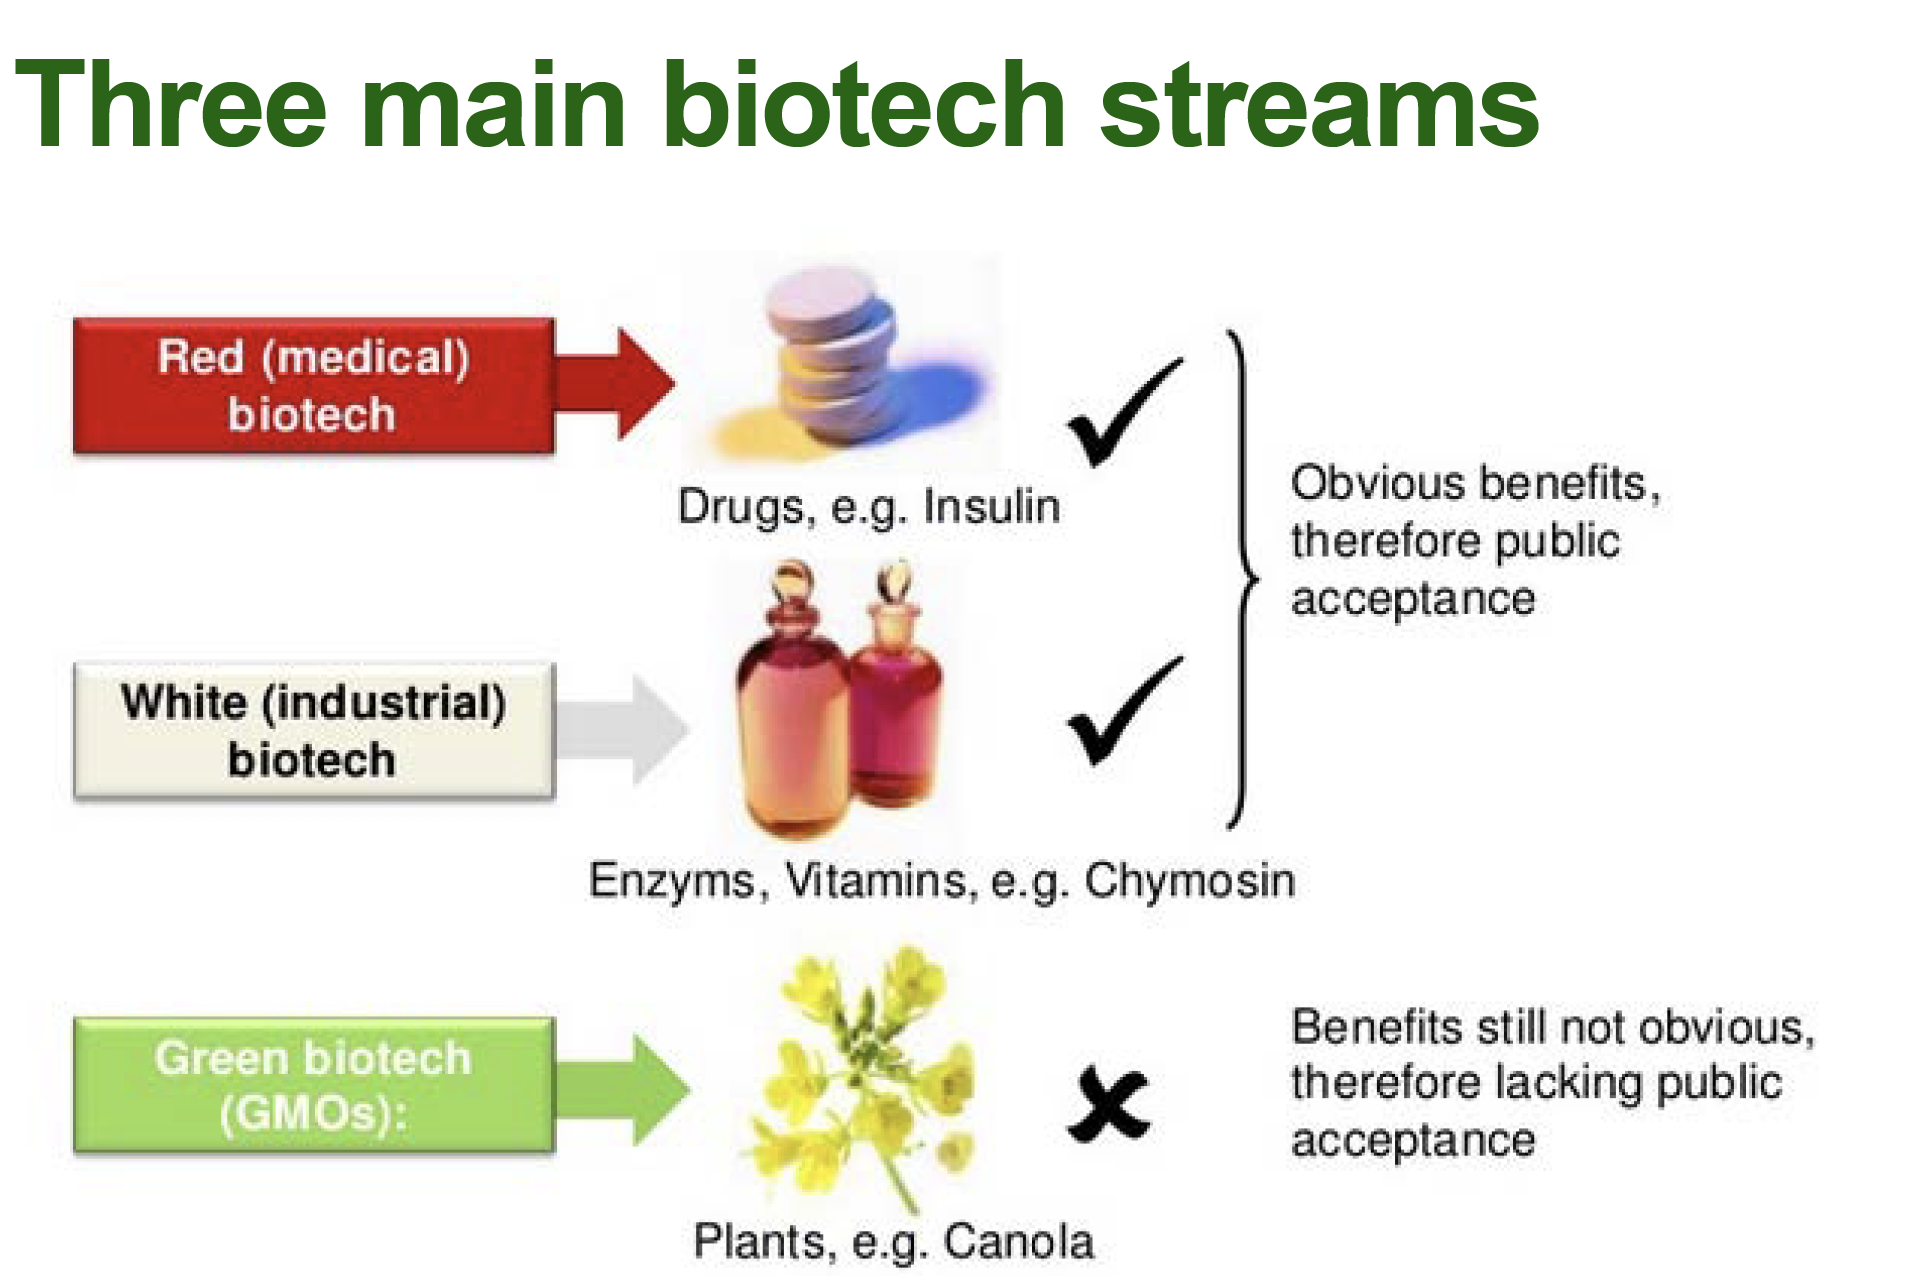 Three main biotech streams
Red (medical)
biotech
Drugs, e.g. Insulin
Obvious benefits,
therefore public
acceptance
White (industrial)
biotech
Enzyms, Vitamins, e.g. Chymosin
Green biotech
(GMOs):
Plants, e.g. Canola
Benefits still not obvious,
therefore lacking public
acceptance